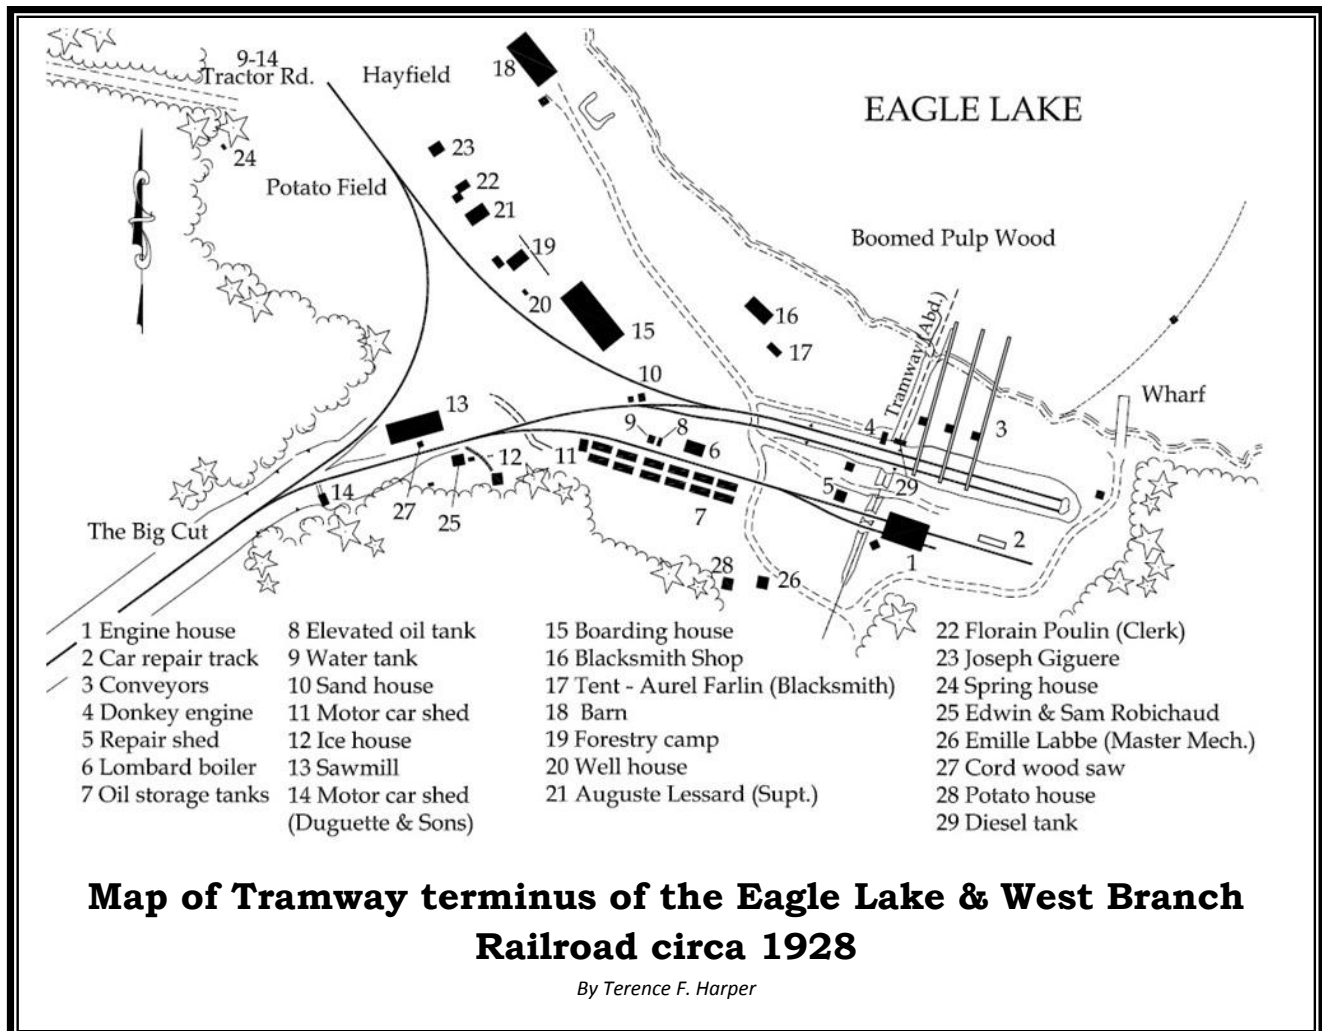 9-14
Tractor Rd.
Hayfield
18
EAGLE LAKE
24
23
Potato Field
22
21
Boomed Pulp Wood
19
20
15
16
17
Tramway (Abd.)
10
Wharf
13
9
8
6
4
3
11
12
5
29
14
27
25
7
The Big Cut
2
1
28
26
1 Engine house
2 Car repair track
3 Conveyors
4 Donkey engine
5 Repair shed
6 Lombard boiler
7 Oil storage tanks
8 Elevated oil tank
9 Water tank
10 Sand house
11 Motor car shed
12 Ice house
13 Sawmill
14 Motor car shed
(Duguette & Sons)
15 Boarding house
16 Blacksmith Shop
17 Tent - Aurel Farlin (Blacksmith)
18 Barn
19 Forestry camp
20 Well house
21 Auguste Lessard (Supt.)
22 Florain Poulin (Clerk)
23 Joseph Giguere
24 Spring house
25 Edwin & Sam Robichaud
26 Emille Labbe (Master Mech.)
27 Cord wood saw
28 Potato house
29 Diesel tank
Map of Tramway terminus of the Eagle Lake & West Branch
Railroad circa 1928
By Terence F. Harper